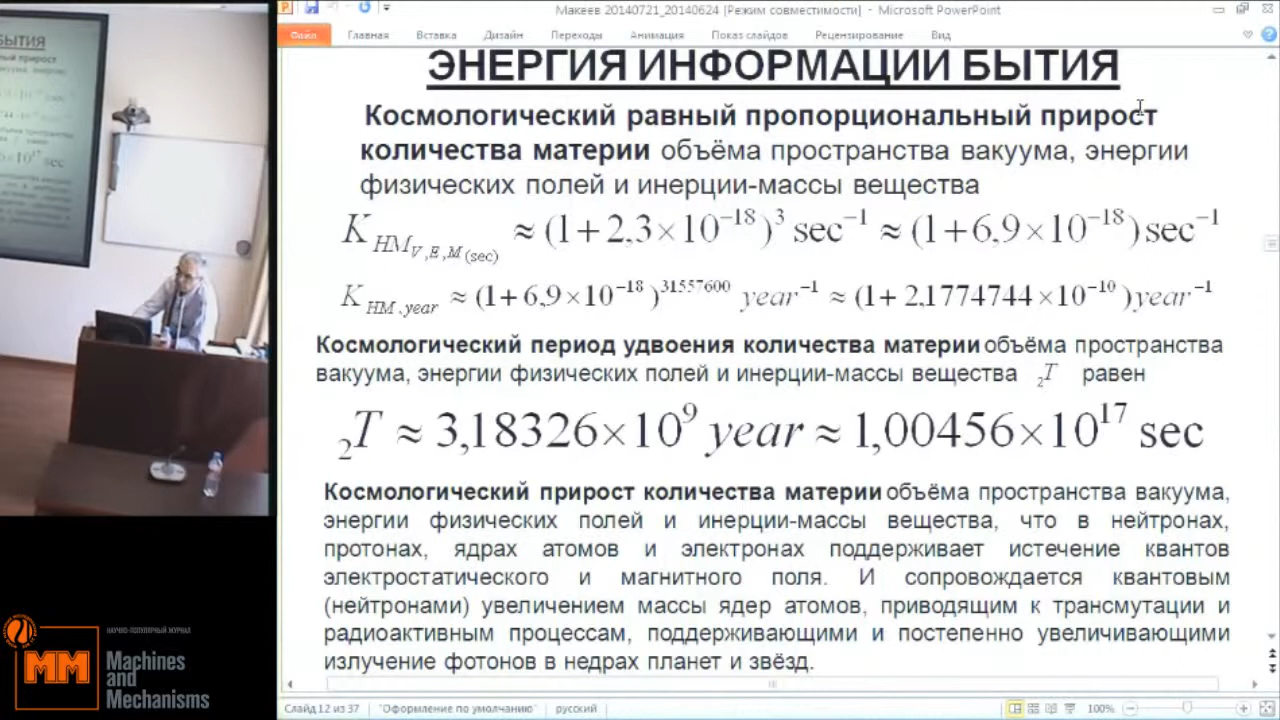 Макеев 20140721_20140624 [Режим совместимости] - Microsoft PowerPoint
Файл Главная Вставка Дизайн Переходы Анимация Показ слайдов Рецензирование Вид
ЭНЕРГИЯ ИНФОРМАЦИИ БЫТИЯ
Космологический равный пропорциональный прирост
количества материи объёма пространства вакуума, энергии
физических полей и инерции-массы вещества
K_{HM_{V,E,M(sec)}} ≈ (1+2,3×10⁻¹⁸)³ sec⁻¹ ≈ (1+6,9×10⁻¹⁸)sec⁻¹
K_{HM.year} ≈ (1+6,9×10⁻¹⁸)³¹⁵⁵⁷⁶⁰⁰ year⁻¹ ≈ (1+2,1774744×10⁻¹⁰)year⁻¹
Космологический период удвоения количества материи объёма пространства
вакуума, энергии физических полей и инерции-массы вещества ₂T равен
₂T ≈ 3,18326×10⁹ year ≈ 1,00456×10¹⁷ sec
Космологический прирост количества материи объёма пространства вакуума,
энергии физических полей и инерции-массы вещества, что в нейтронах,
протонах, ядрах атомов и электронах поддерживает истечение квантов
электростатического и магнитного поля. И сопровождается квантовым
(нейтронами) увеличением массы ядер атомов, приводящим к трансмутации и
радиоактивным процессам, поддерживающими и постепенно увеличивающими
излучение фотонов в недрах планет и звёзд.
Слайд 12 из 37 "Оформление по умолчанию" русский 100%
НАУЧНО-ПОПУЛЯРНЫЙ ЖУРНАЛ
ММ
Machines
and
Mechanisms